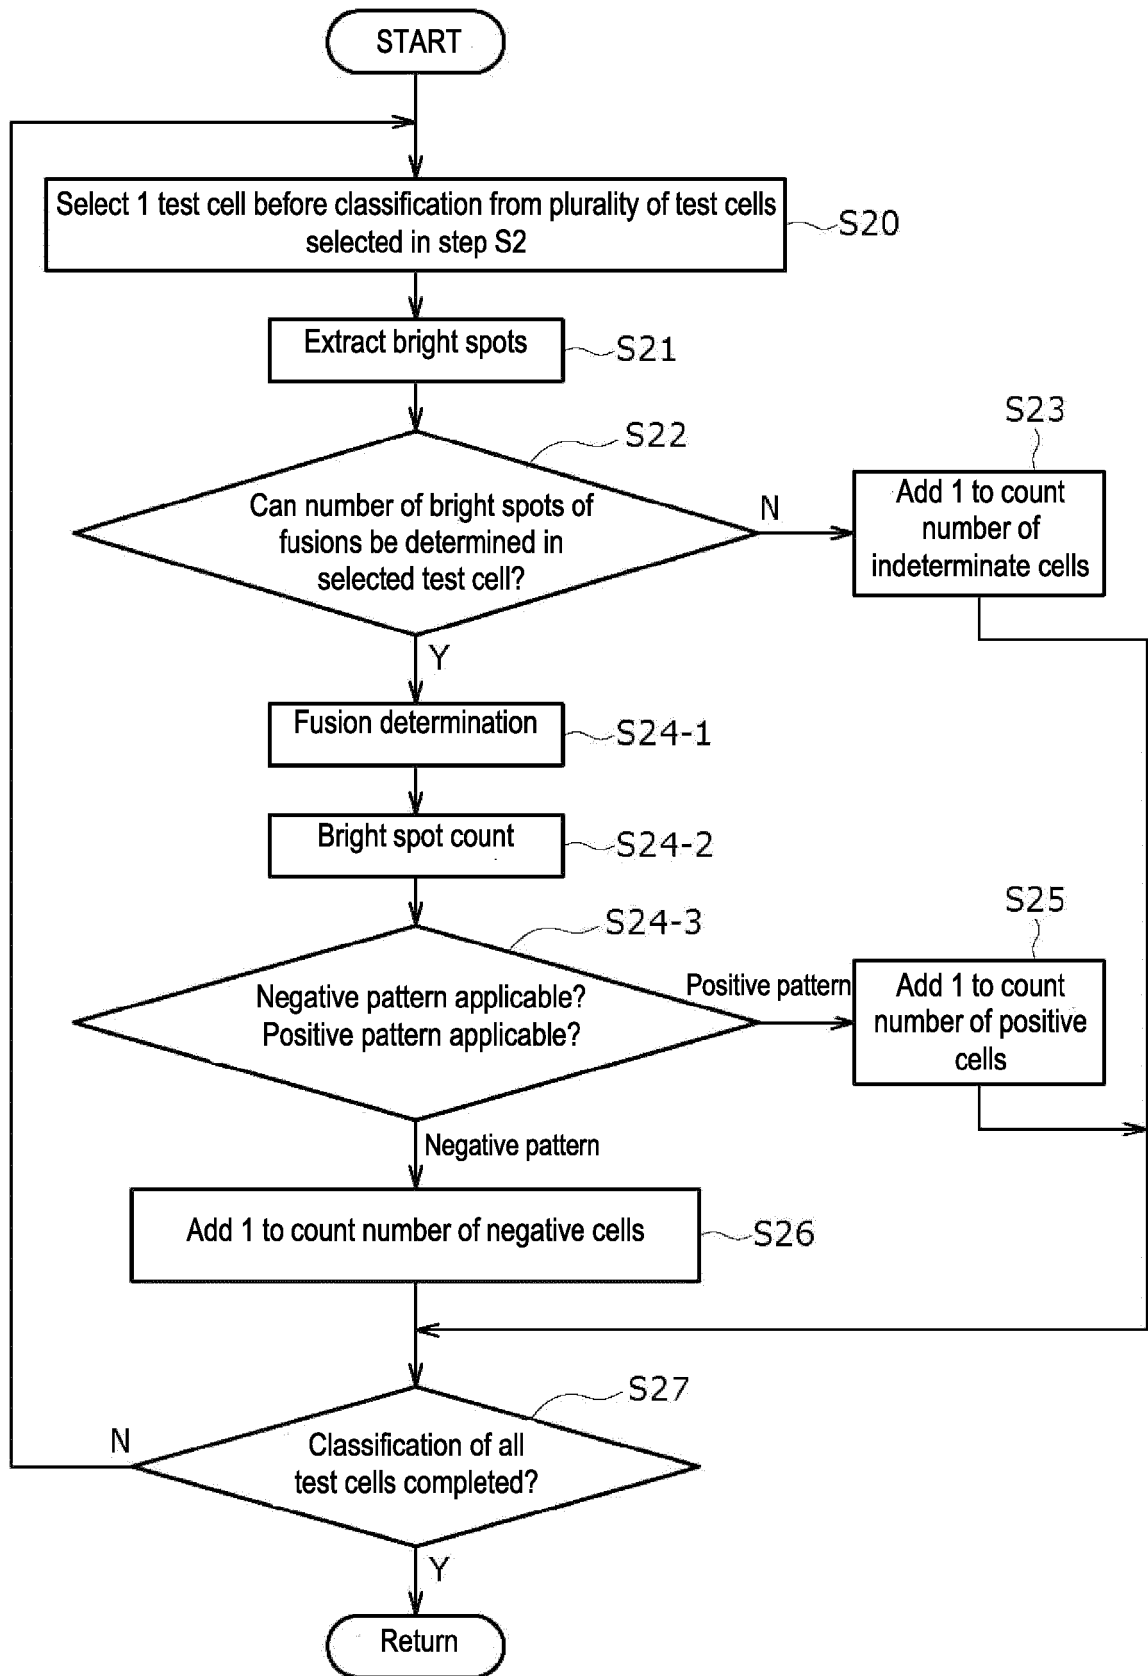 START
Select 1 test cell before classification from plurality of test cells
selected in step S2
S20
Extract bright spots
S21
S22
Can number of bright spots of
fusions be determined in
selected test cell?
N
S23
Add 1 to count
number of
indeterminate cells
Y
Fusion determination
S24-1
Bright spot count
S24-2
S24-3
Negative pattern applicable?
Positive pattern applicable?
Positive pattern
S25
Add 1 to count
number of positive
cells
Negative pattern
Add 1 to count number of negative cells
S26
S27
Classification of all
test cells completed?
N
Y
Return